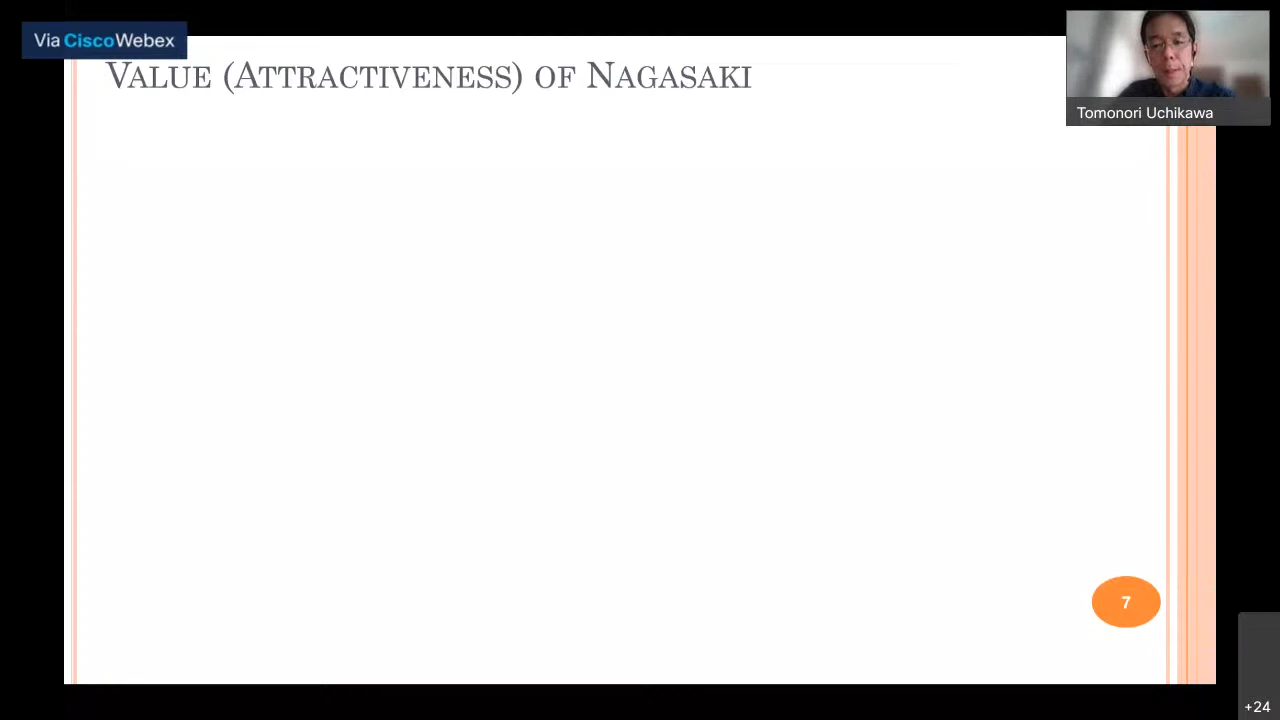 Via CiscoWebex
VALUE (ATTRACTIVENESS) OF NAGASAKI
Tomonori Uchikawa
7
+24